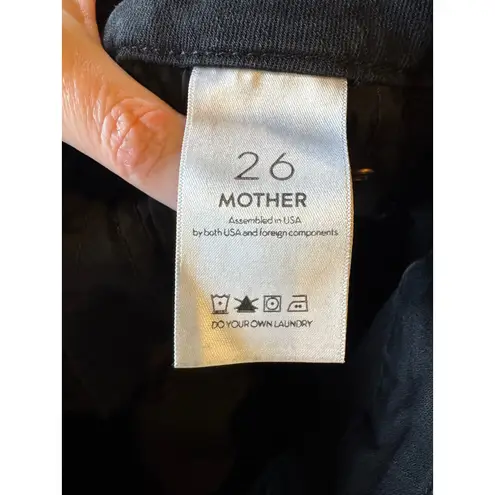 26
MOTHER
Assembled in USA
by both USA and foreign components
DO YOUR OWN LAUNDRY